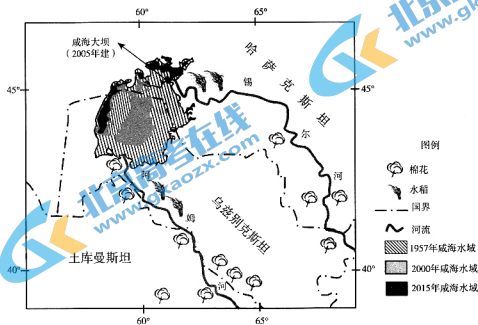 60°
65°
咸海大坝
(2005年建)
哈萨克斯坦
45°
45°
锡
尔
河
图例
棉花
水稻
国界
河流
1957年咸海水域
2000年咸海水域
2015年咸海水域
阿
姆
河
乌兹别克斯坦
土库曼斯坦
40°
40°
60°
65°
北京高考在线
www.gkaozx.com